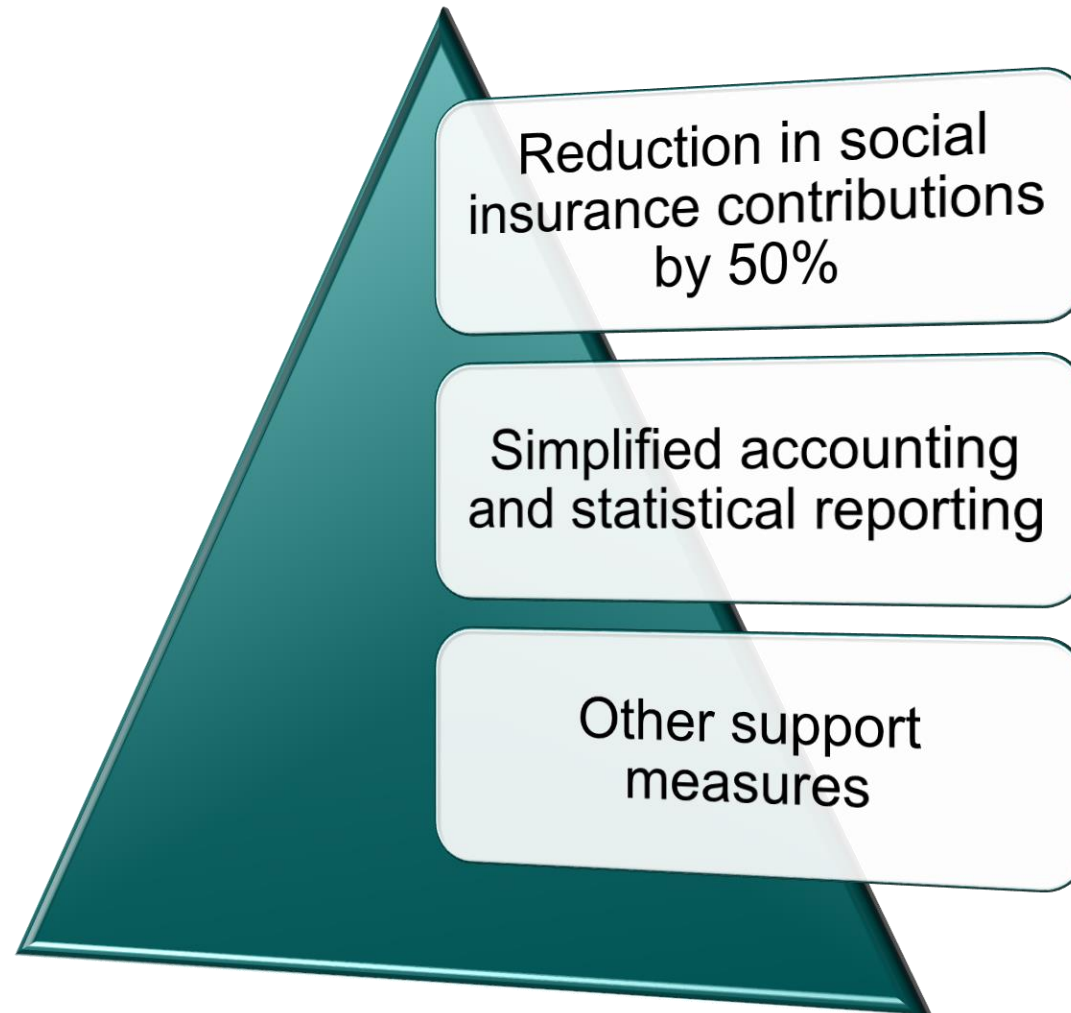 Reduction in social
insurance contributions
by 50%
Simplified accounting
and statistical reporting
Other support
measures